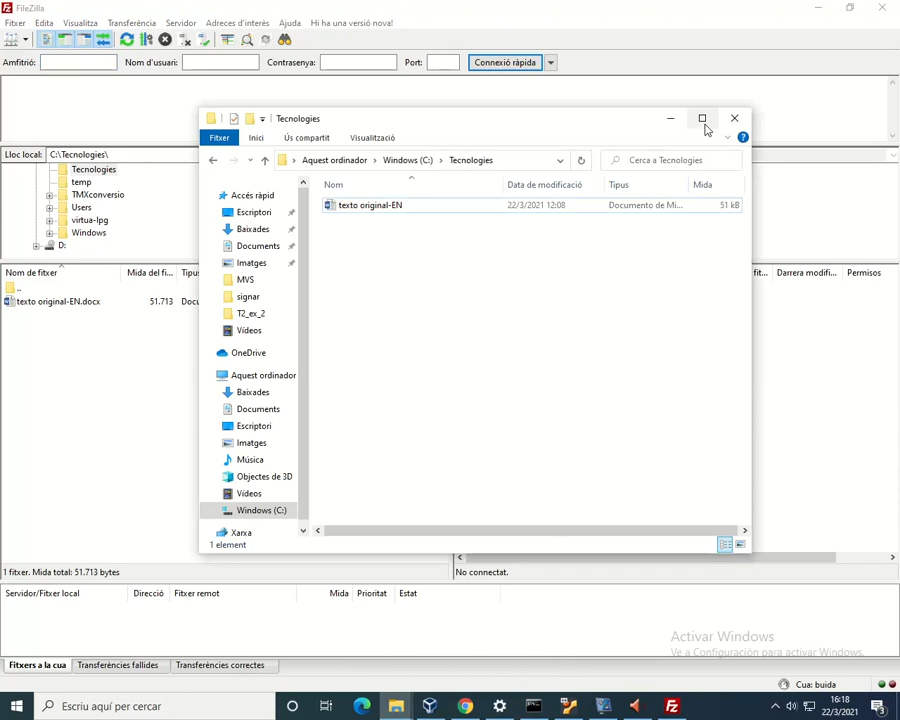 FileZilla
Fitxer Edita Visualitza Transferència Servidor Adreces d'interès Ajuda Hi ha una versió nova!
Amfitrió: Nom d'usuari: Contrasenya: Port: Connexió ràpida
Tecnologies
Fitxer Inici Ús compartit Visualització
Lloc local: C:\Tecnologies\
Aquest ordinador Windows (C:) Tecnologies Cerca a Tecnologies
Tecnologies
temp
TMXconversio
Users
virtua-lpg
Windows
D:
Nom Data de modificació Tipus Mida
texto original-EN 22/3/2021 12:08 Documento de Mi... 51 kB
Accés ràpid
Escriptori
Baixades
Documents
Imatges
MVS
signar
T2_ex_2
Vídeos
OneDrive
Aquest ordinador
Baixades
Documents
Escriptori
Imatges
Música
Objectes de 3D
Vídeos
Windows (C:)
Xarxa
1 element
Nom de fitxer Mida del fi... Tipus
..
texto original-EN.docx 51.713
fit... Darrera modifi... Permisos
1 fitxer. Mida total: 51.713 bytes
No connectat.
Servidor/Fitxer local Direcció Fitxer remot Mida Prioritat Estat
Activar Windows
Ve a Configuración para activar Windows.
Fitxers a la cua Transferències fallides Transferències correctes
Cua: buida
Escriu aquí per cercar
16:18
22/3/2021
3